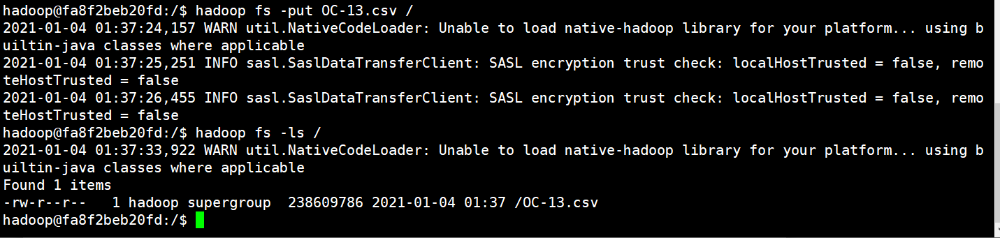 hadoop@fa8f2beb20fd:/$ hadoop fs -put OC-13.csv /
2021-01-04 01:37:24,157 WARN util.NativeCodeLoader: Unable to load native-hadoop library for your platform... using b
uiltin-java classes where applicable
2021-01-04 01:37:25,251 INFO sasl.SaslDataTransferClient: SASL encryption trust check: localHostTrusted = false, remo
teHostTrusted = false
2021-01-04 01:37:26,455 INFO sasl.SaslDataTransferClient: SASL encryption trust check: localHostTrusted = false, remo
teHostTrusted = false
hadoop@fa8f2beb20fd:/$ hadoop fs -ls /
2021-01-04 01:37:33,922 WARN util.NativeCodeLoader: Unable to load native-hadoop library for your platform... using b
uiltin-java classes where applicable
Found 1 items
-rw-r--r--   1 hadoop supergroup  238609786 2021-01-04 01:37 /OC-13.csv
hadoop@fa8f2beb20fd:/$